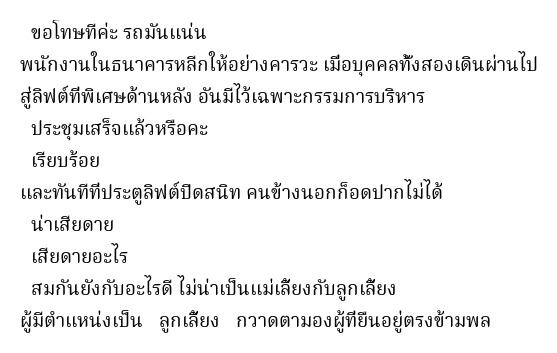 ขอโทษทีค่ะ รถมันแน่น
พนักงานในธนาคารหลีกให้อย่างคารวะ เมื่อบุคคลทั้งสองเดินผ่านไป
สู่ลิฟต์ที่พิเศษด้านหลัง อันมีไว้เฉพาะกรรมการบริหาร
ประชุมเสร็จแล้วหรือคะ
เรียบร้อย
และทันทีที่ประตูลิฟต์ปิดสนิท คนข้างนอกก็อดปากไม่ได้
น่าเสียดาย
เสียดายอะไร
สมกันยังกับอะไรดี ไม่น่าเป็นแม่เลี้ยงกับลูกเลี้ยง
ผู้มีตำแหน่งเป็น ลูกเลี้ยง กวาดตามองผู้ที่ยืนอยู่ตรงข้ามพล